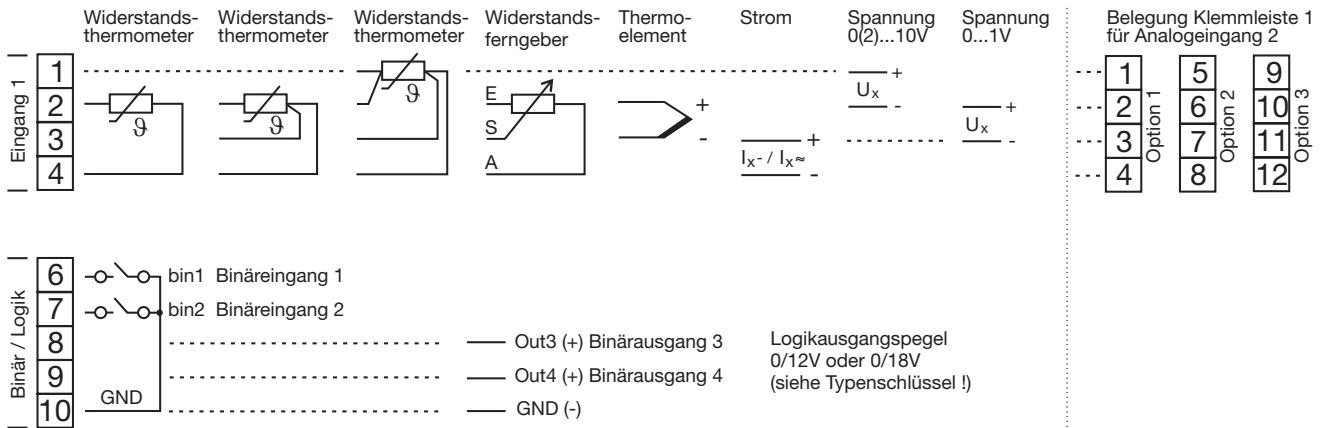 Widerstands-
thermometer
Widerstands-
thermometer
Widerstands-
thermometer
Widerstands-
ferngeber
Thermo-
element
Strom
Spannung
0(2)...10V
Spannung
0...1V
Belegung Klemmleiste 1
für Analogeingang 2
Eingang 1
1
2
3
4
ϑ
ϑ
ϑ
E
S
A
+
-
+
Ix- / Ix≈
-
+
Ux
-
+
Ux
-
1
2
3
4
Option 1
5
6
7
8
Option 2
9
10
11
12
Option 3
Binär / Logik
6
7
8
9
10
bin1 Binäreingang 1
bin2 Binäreingang 2
GND
Out3 (+) Binärausgang 3
Out4 (+) Binärausgang 4
GND (-)
Logikausgangspegel
0/12V oder 0/18V
(siehe Typenschlüssel !)